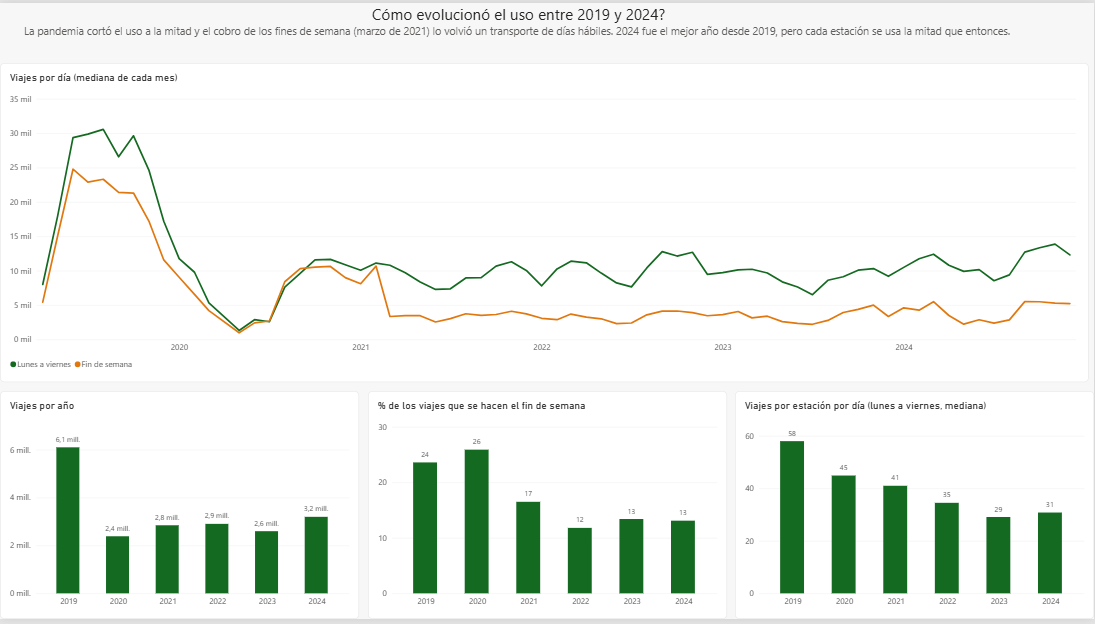 Cómo evolucionó el uso entre 2019 y 2024?
La pandemia cortó el uso a la mitad y el cobro de los fines de semana (marzo de 2021) lo volvió un transporte de días hábiles. 2024 fue el mejor año desde 2019, pero cada estación se usa la mitad que entonces.
Viajes por día (mediana de cada mes)
35 mil
30 mil
25 mil
20 mil
15 mil
10 mil
5 mil
0 mil
2020 2021 2022 2023 2024
Lunes a viernes Fin de semana
Viajes por año
6 mill.
4 mill.
2 mill.
0 mill.
6,1 mill. 2,4 mill. 2,8 mill. 2,9 mill. 2,6 mill. 3,2 mill.
2019 2020 2021 2022 2023 2024
% de los viajes que se hacen el fin de semana
30
20
10
0
24 26 17 12 13 13
2019 2020 2021 2022 2023 2024
Viajes por estación por día (lunes a viernes, mediana)
60
40
20
0
58 45 41 35 29 31
2019 2020 2021 2022 2023 2024